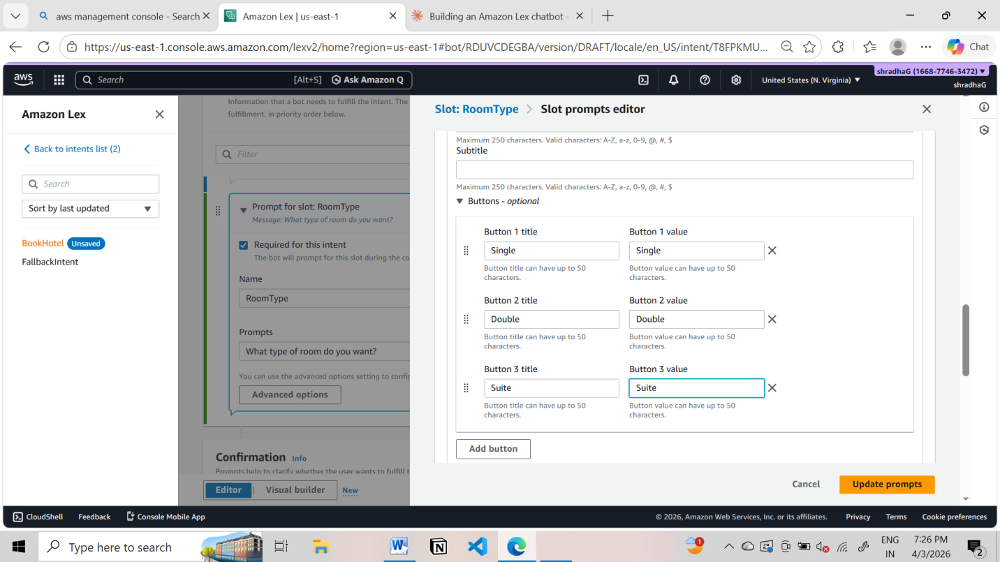 aws management console - Search
Amazon Lex | us-east-1
Building an Amazon Lex chatbot -
https://us-east-1.console.aws.amazon.com/lexv2/home?region=us-east-1#bot/RDUVCDEGBA/version/DRAFT/locale/en_US/intent/T8FPKMU...
Chat
aws
Search
[Alt+S]
Ask Amazon Q
United States (N. Virginia)
shradhaG (1668-7746-3472)
shradhaG
Amazon Lex
Back to intents list (2)
Search
Sort by last updated
BookHotel
Unsaved
FallbackIntent
Information that a bot needs to fulfill the intent. The
fulfillment, in priority order below.
Filter
Prompt for slot: RoomType
Message: What type of room do you want?
Required for this intent
The bot will prompt for this slot during the co
Name
RoomType
Prompts
What type of room do you want?
You can use the advanced options setting to config
Advanced options
Confirmation Info
Prompts help to clarify whether the user wants to fulfill t
Editor
Visual builder
New
Slot: RoomType
Slot prompts editor
Maximum 250 characters. Valid characters: A-Z, a-z, 0-9, @, #, $
Subtitle
Maximum 250 characters. Valid characters: A-Z, a-z, 0-9, @, #, $
Buttons - optional
Button 1 title
Button 1 value
Single
Single
Button title can have up to 50
characters.
Button value can have up to 50
characters.
Button 2 title
Button 2 value
Double
Double
Button title can have up to 50
characters.
Button value can have up to 50
characters.
Button 3 title
Button 3 value
Suite
Suite
Button title can have up to 50
characters.
Button value can have up to 50
characters.
Add button
Cancel
Update prompts
CloudShell
Feedback
Console Mobile App
© 2026, Amazon Web Services, Inc. or its affiliates.
Privacy
Terms
Cookie preferences
Type here to search
1
ENG
IN
7:26 PM
4/3/2026
2